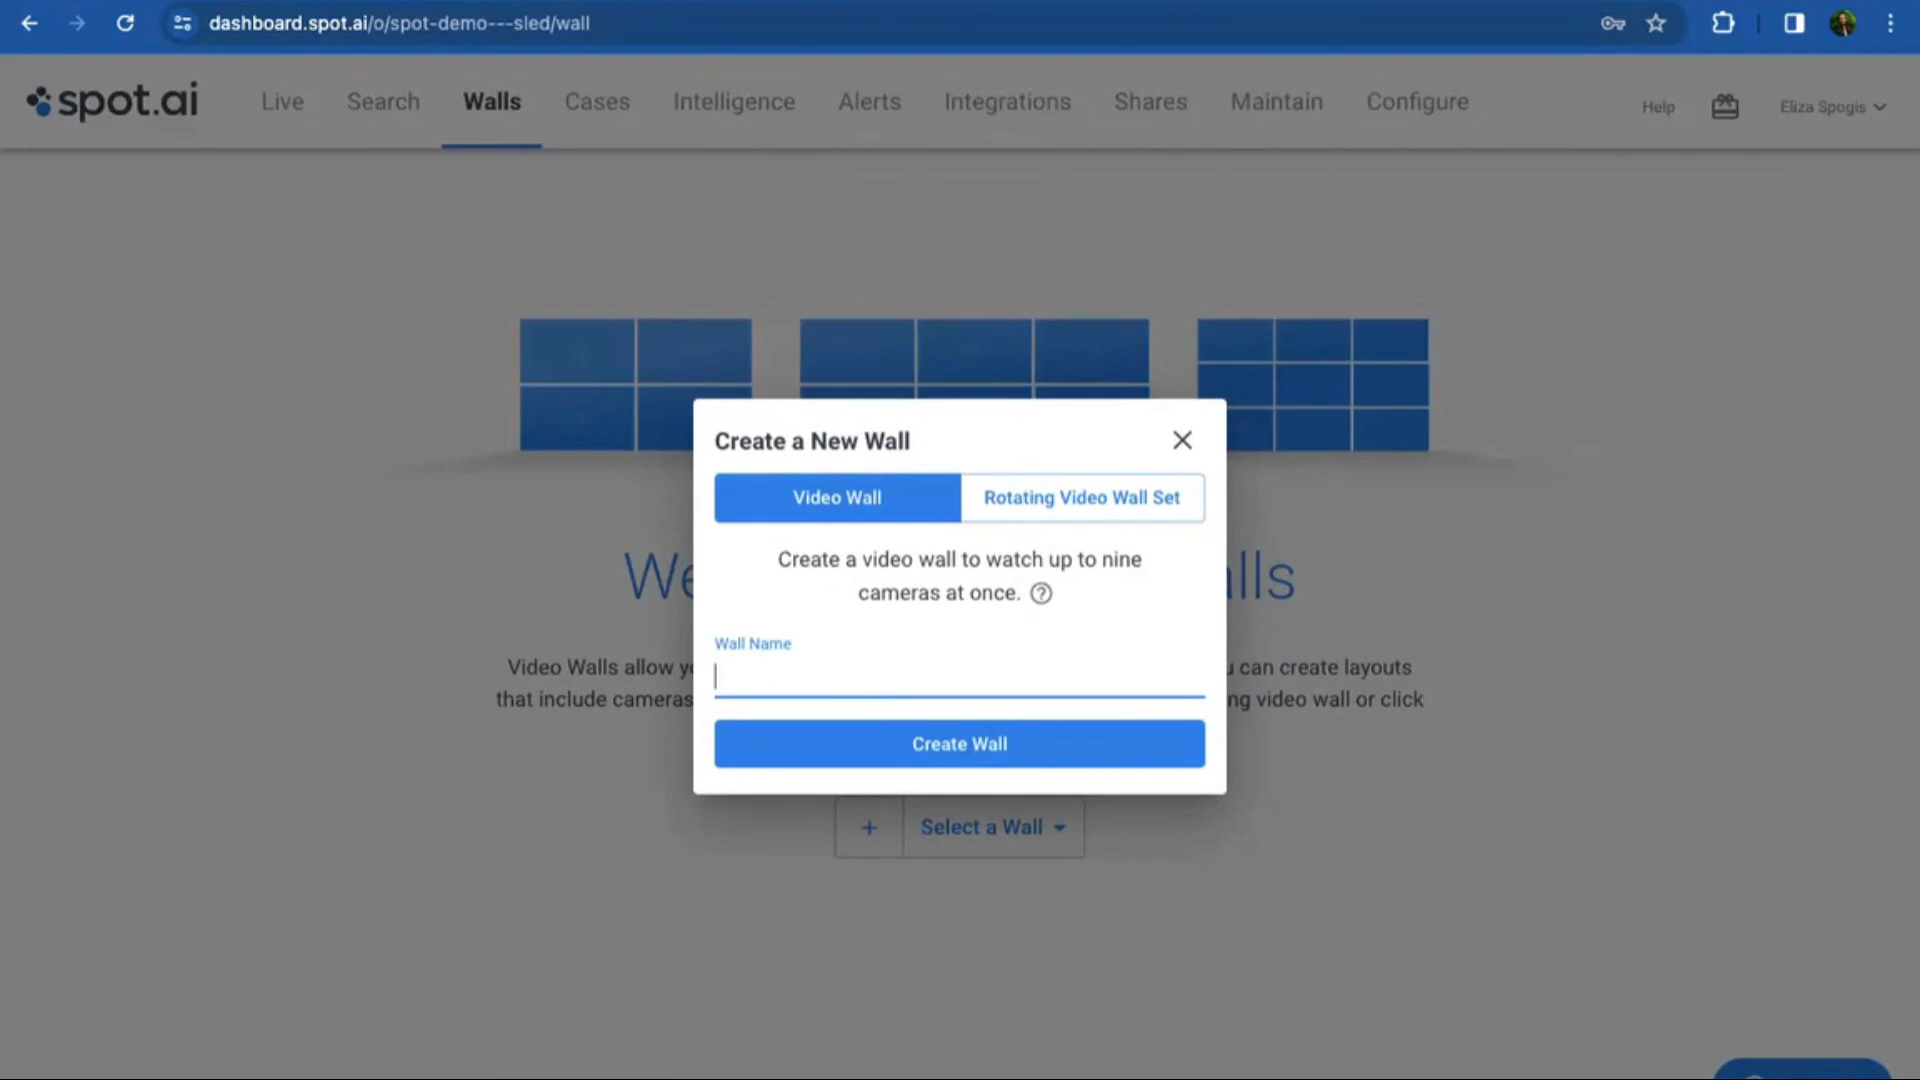 dashboard.spot.ai/o/spot-demo---sled/wall
spot.ai Live Search Walls Cases Intelligence Alerts Integrations Shares Maintain Configure Help Eliza Spogis
Create a New Wall
Video Wall Rotating Video Wall Set
Create a video wall to watch up to nine
cameras at once.
We alls
Wall Name
Video Walls allow can create layouts
that include cameras ng video wall or click
Create Wall
+ Select a Wall